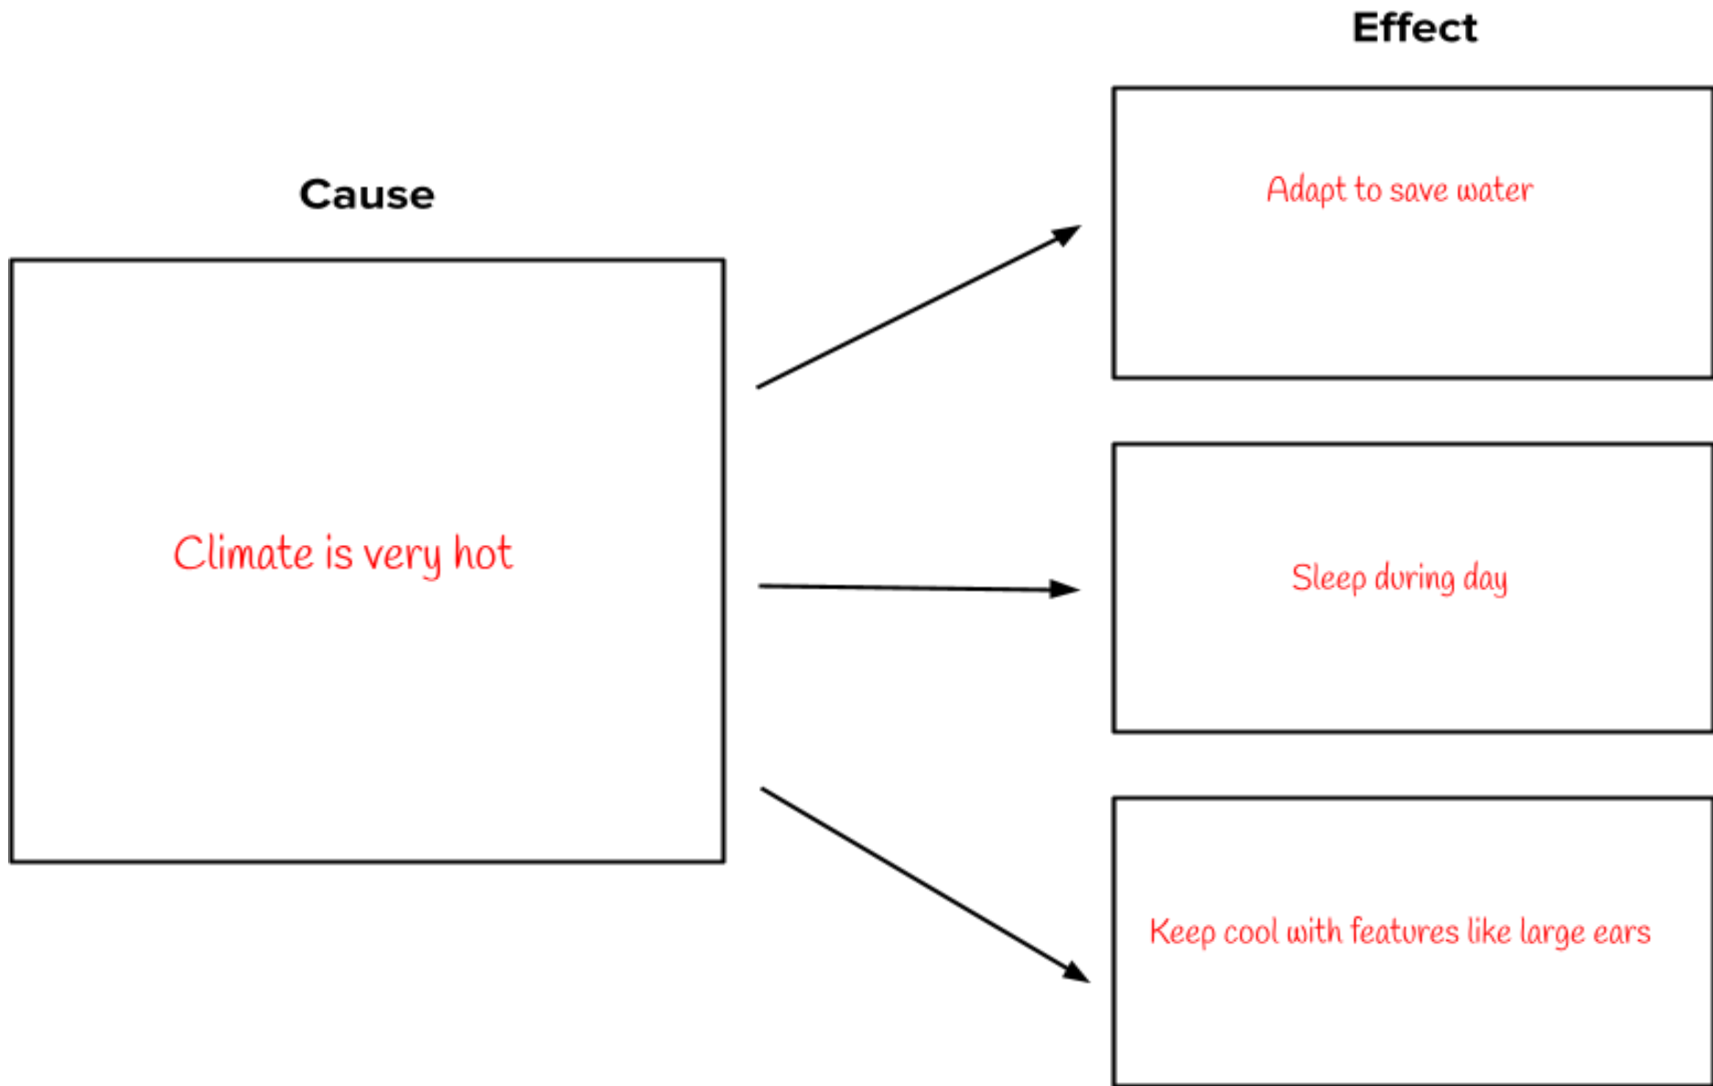 Cause
Climate is very hot
Effect
Adapt to save water
Sleep during day
Keep cool with features like large ears